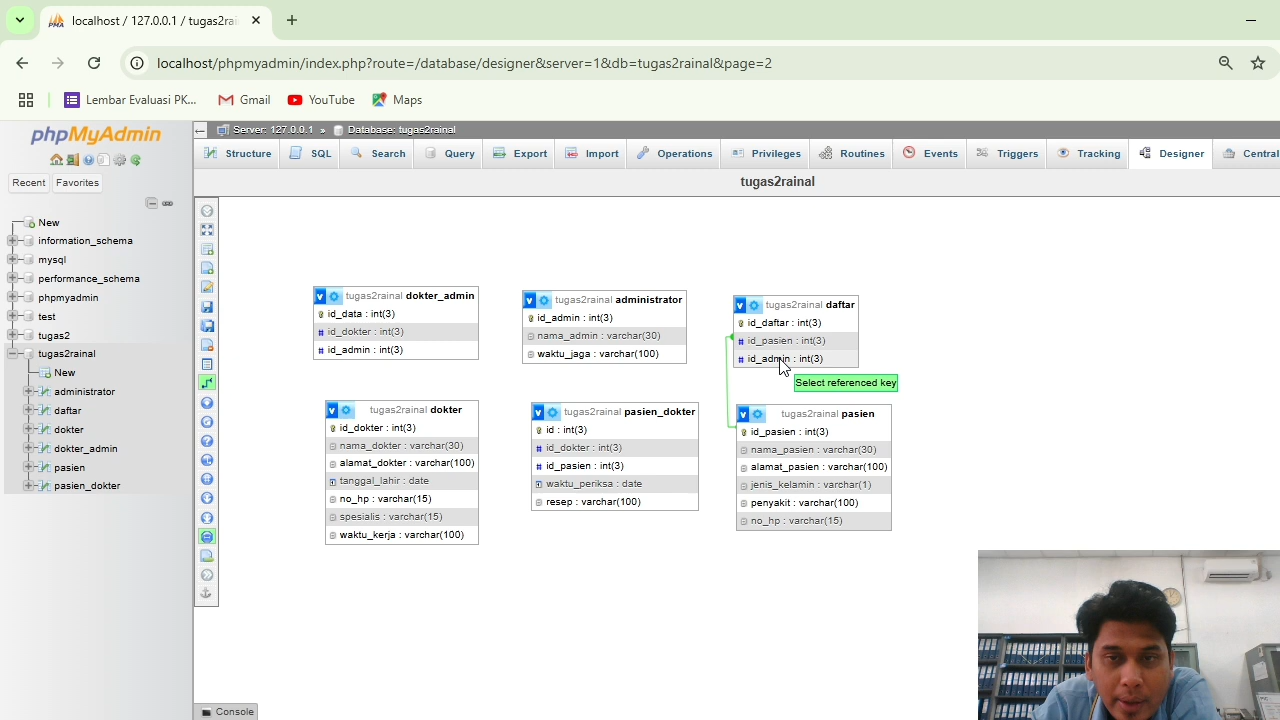 localhost / 127.0.0.1 / tugas2rai
localhost/phpmyadmin/index.php?route=/database/designer&server=1&db=tugas2rainal&page=2
Lembar Evaluasi PK...
Gmail
YouTube
Maps
phpMyAdmin
Recent
Favorites
New
information_schema
mysql
performance_schema
phpmyadmin
test
tugas2
tugas2rainal
New
administrator
daftar
dokter
dokter_admin
pasien
pasien_dokter
Server: 127.0.0.1 » Database: tugas2rainal
Structure
SQL
Search
Query
Export
Import
Operations
Privileges
Routines
Events
Triggers
Tracking
Designer
Central
tugas2rainal
tugas2rainal dokter_admin
id_data : int(3)
id_dokter : int(3)
id_admin : int(3)
tugas2rainal administrator
id_admin : int(3)
nama_admin : varchar(30)
waktu_jaga : varchar(100)
tugas2rainal daftar
id_daftar : int(3)
id_pasien : int(3)
id_admin : int(3)
Select referenced key
tugas2rainal dokter
id_dokter : int(3)
nama_dokter : varchar(30)
alamat_dokter : varchar(100)
tanggal_lahir : date
no_hp : varchar(15)
spesialis : varchar(15)
waktu_kerja : varchar(100)
tugas2rainal pasien_dokter
id : int(3)
id_dokter : int(3)
id_pasien : int(3)
waktu_periksa : date
resep : varchar(100)
tugas2rainal pasien
id_pasien : int(3)
nama_pasien : varchar(30)
alamat_pasien : varchar(100)
jenis_kelamin : varchar(1)
penyakit : varchar(100)
no_hp : varchar(15)
Console